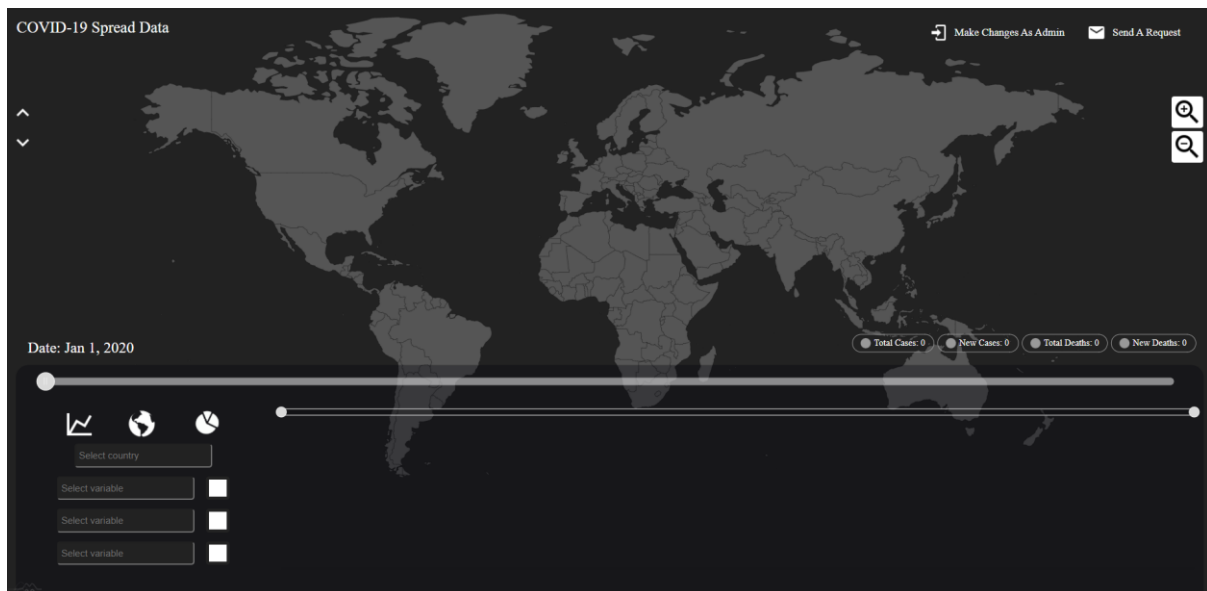 COVID-19 Spread Data
Make Changes As Admin
Send A Request
Date: Jan 1, 2020
Total Cases: 0
New Cases: 0
Total Deaths: 0
New Deaths: 0
Select country
Select variable
Select variable
Select variable